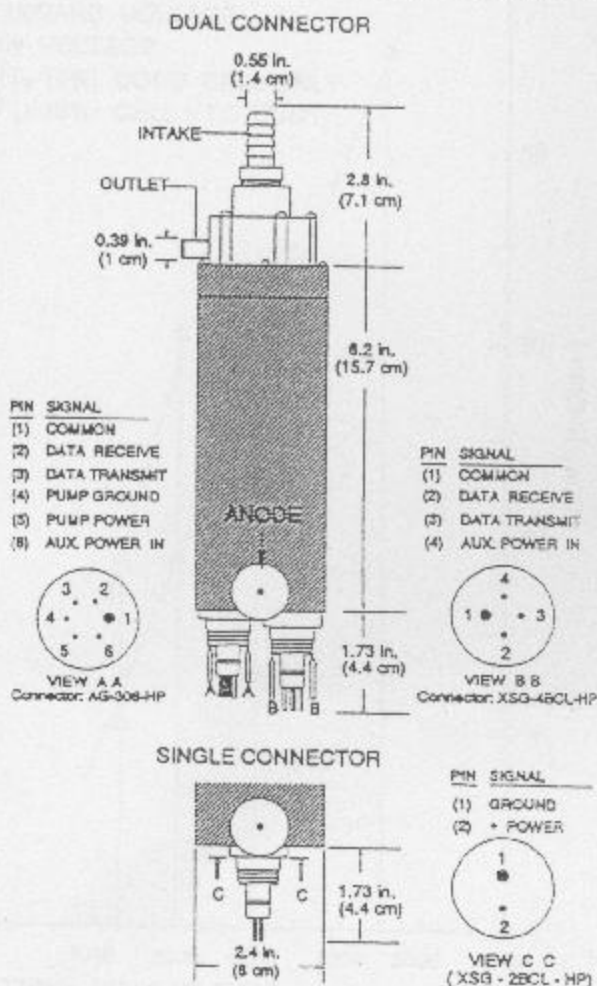 DUAL CONNECTOR
0.55 in.
(1.4 cm)
INTAKE
OUTLET
2.8 in.
(7.1 cm)
0.39 in.
(1 cm)
6.2 in.
(15.7 cm)
PIN SIGNAL
(1) COMMON
(2) DATA RECEIVE
(3) DATA TRANSMIT
(4) PUMP GROUND
(5) PUMP POWER
(6) AUX. POWER IN
ANODE
PIN SIGNAL
(1) COMMON
(2) DATA RECEIVE
(3) DATA TRANSMIT
(4) AUX. POWER IN
3 2
4 1
5 6
VIEW A A
Connector: AG-306-HP
A A
B B
1.73 in.
(4.4 cm)
4
1 3
2
VIEW B B
Connector: XSG-4BCL-HP
SINGLE CONNECTOR
C C
1.73 in.
(4.4 cm)
2.4 in.
(6 cm)
PIN SIGNAL
(1) GROUND
(2) + POWER
1
2
VIEW C C
(XSG - 2BCL - HP)